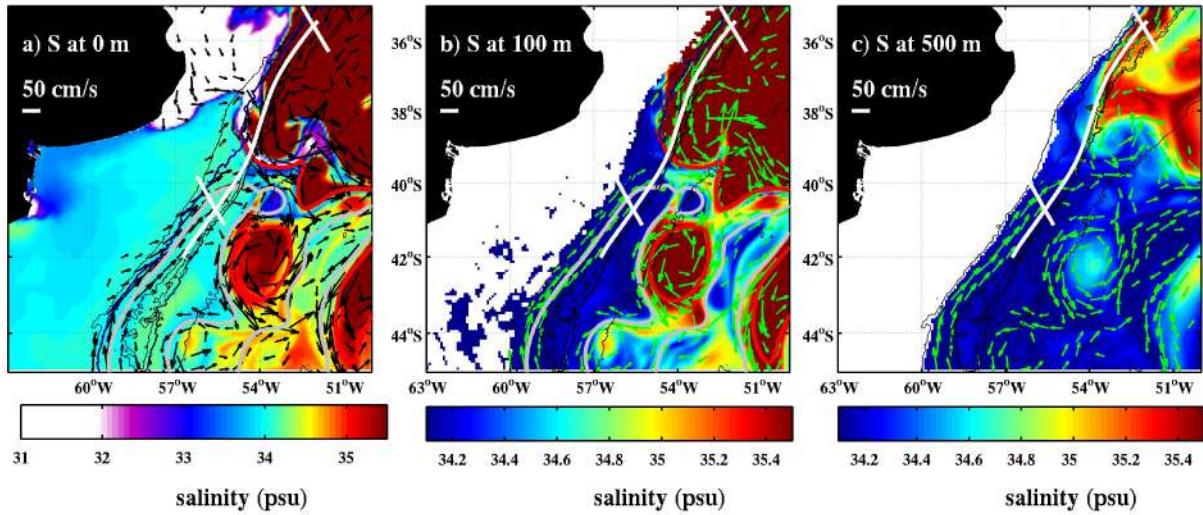 a) S at 0 m
50 cm/s
60°W 57°W 54°W 51°W
31 32 33 34 35
salinity (psu)
36°S
38°S
40°S
42°S
44°S
b) S at 100 m
50 cm/s
63°W 60°W 57°W 54°W 51°W
34.2 34.4 34.6 34.8 35 35.2 35.4
salinity (psu)
36°S
38°S
40°S
42°S
44°S
c) S at 500 m
50 cm/s
63°W 60°W 57°W 54°W 51°W
34.2 34.4 34.6 34.8 35 35.2 35.4
salinity (psu)